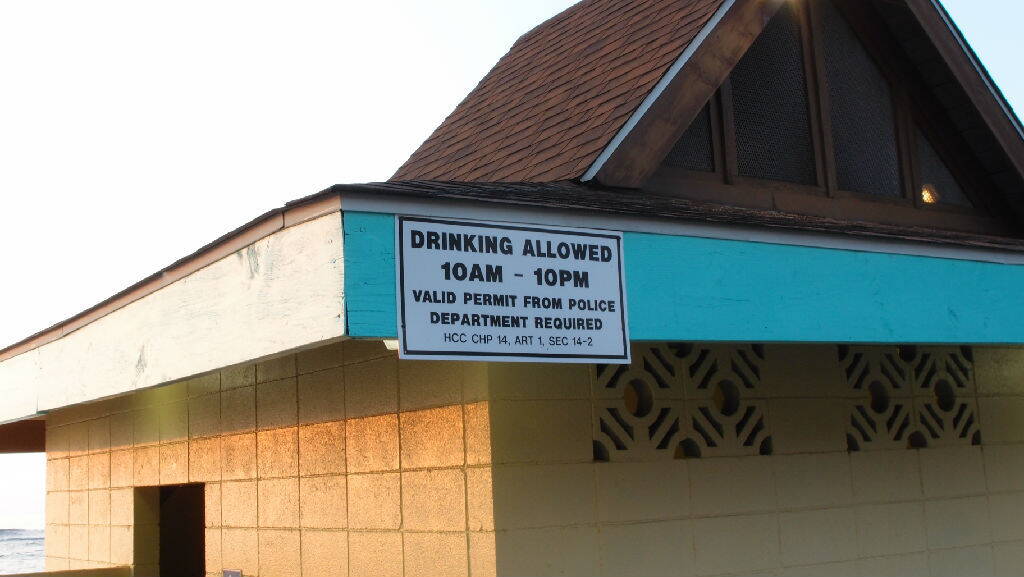 DRINKING ALLOWED
10AM - 10PM
VALID PERMIT FROM POLICE
DEPARTMENT REQUIRED
HCC CHP 14, ART 1, SEC 14-2